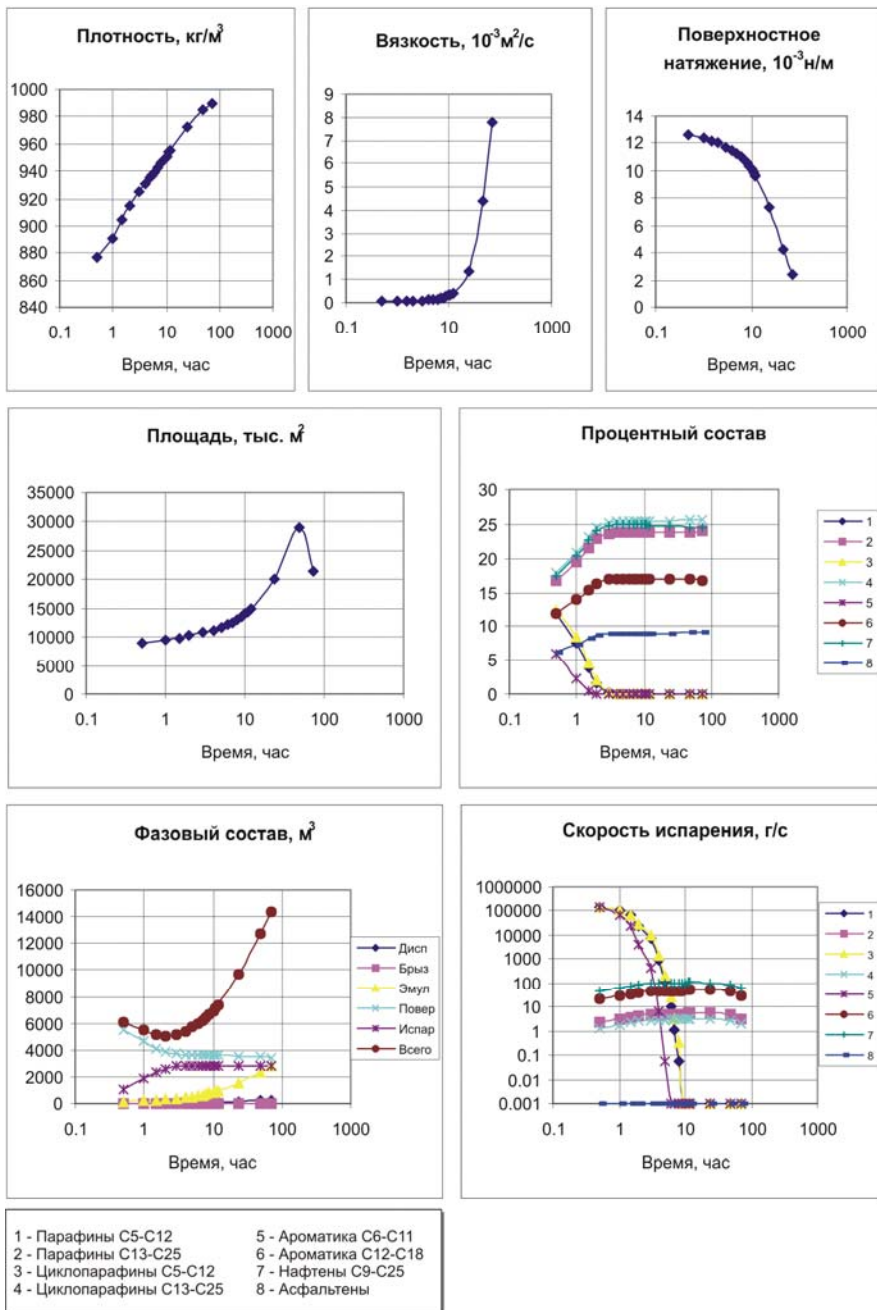 Плотность, кг/м³
1000
980
960
940
920
900
880
860
840
0.1 1 10 100 1000
Время, час
Вязкость, 10⁻³м²/с
9
8
7
6
5
4
3
2
1
0
0.1 10 1000
Время, час
Поверхностное
натяжение, 10⁻³н/м
14
12
10
8
6
4
2
0
0.1 10 1000
Время, час
Площадь, тыс. м²
35000
30000
25000
20000
15000
10000
5000
0
0.1 1 10 100 1000
Время, час
Процентный состав
30
25
20
15
10
5
0
0.1 1 10 100 1000
Время, час
1
2
3
4
5
6
7
8
Фазовый состав, м³
16000
14000
12000
10000
8000
6000
4000
2000
0
0.1 1 10 100 1000
Время, час
Дисп
Брыз
Эмул
Повер
Испар
Всего
Скорость испарения, г/с
1000000
100000
10000
1000
100
10
1
0.1
0.01
0.001
0.1 1 10 100 1000
Время, час
1
2
3
4
5
6
7
8
1 - Парафины С5-С12
2 - Парафины С13-С25
3 - Циклопарафины С5-С12
4 - Циклопарафины С13-С25
5 - Ароматика С6-С11
6 - Ароматика С12-С18
7 - Нафтены С9-С25
8 - Асфальтены